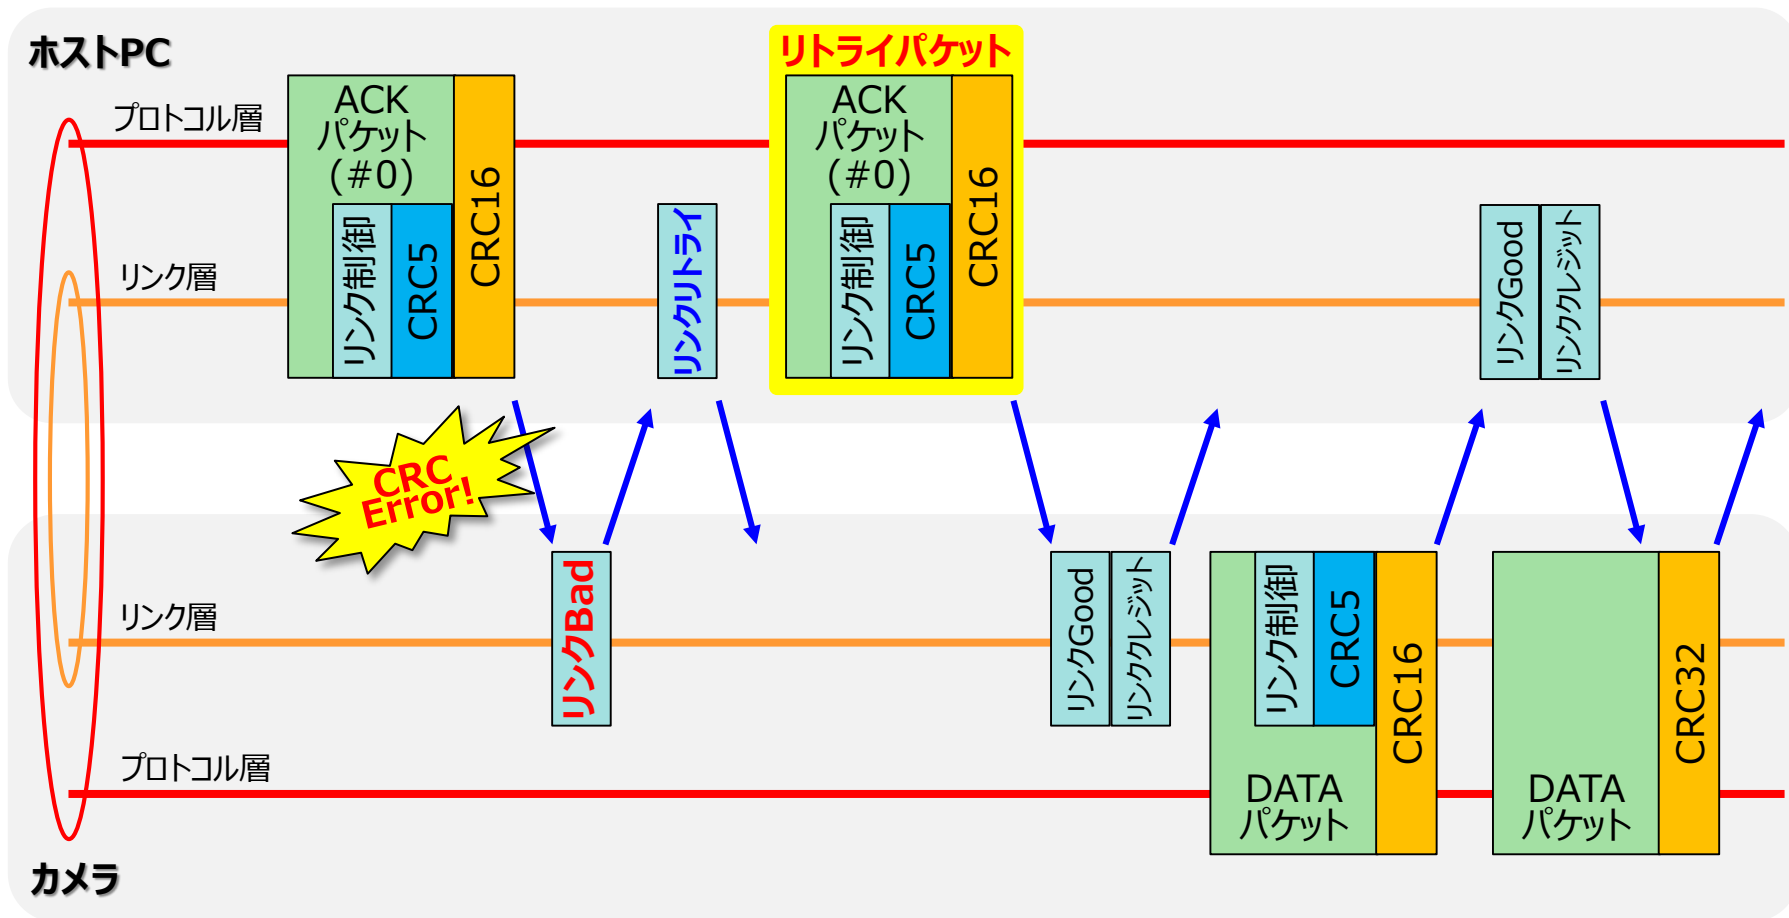 ホストPC
プロトコル層
リンク層
ACK
パケット
(#0)
リンク制御
CRC5
CRC16
リンクリトライ
リトライパケット
ACK
パケット
(#0)
リンク制御
CRC5
CRC16
リンクGood
リンククレジット
CRC
Error!
リンク層
プロトコル層
カメラ
リンクBad
リンクGood
リンククレジット
リンク制御
CRC5
CRC16
DATA
パケット
DATA
パケット
CRC32